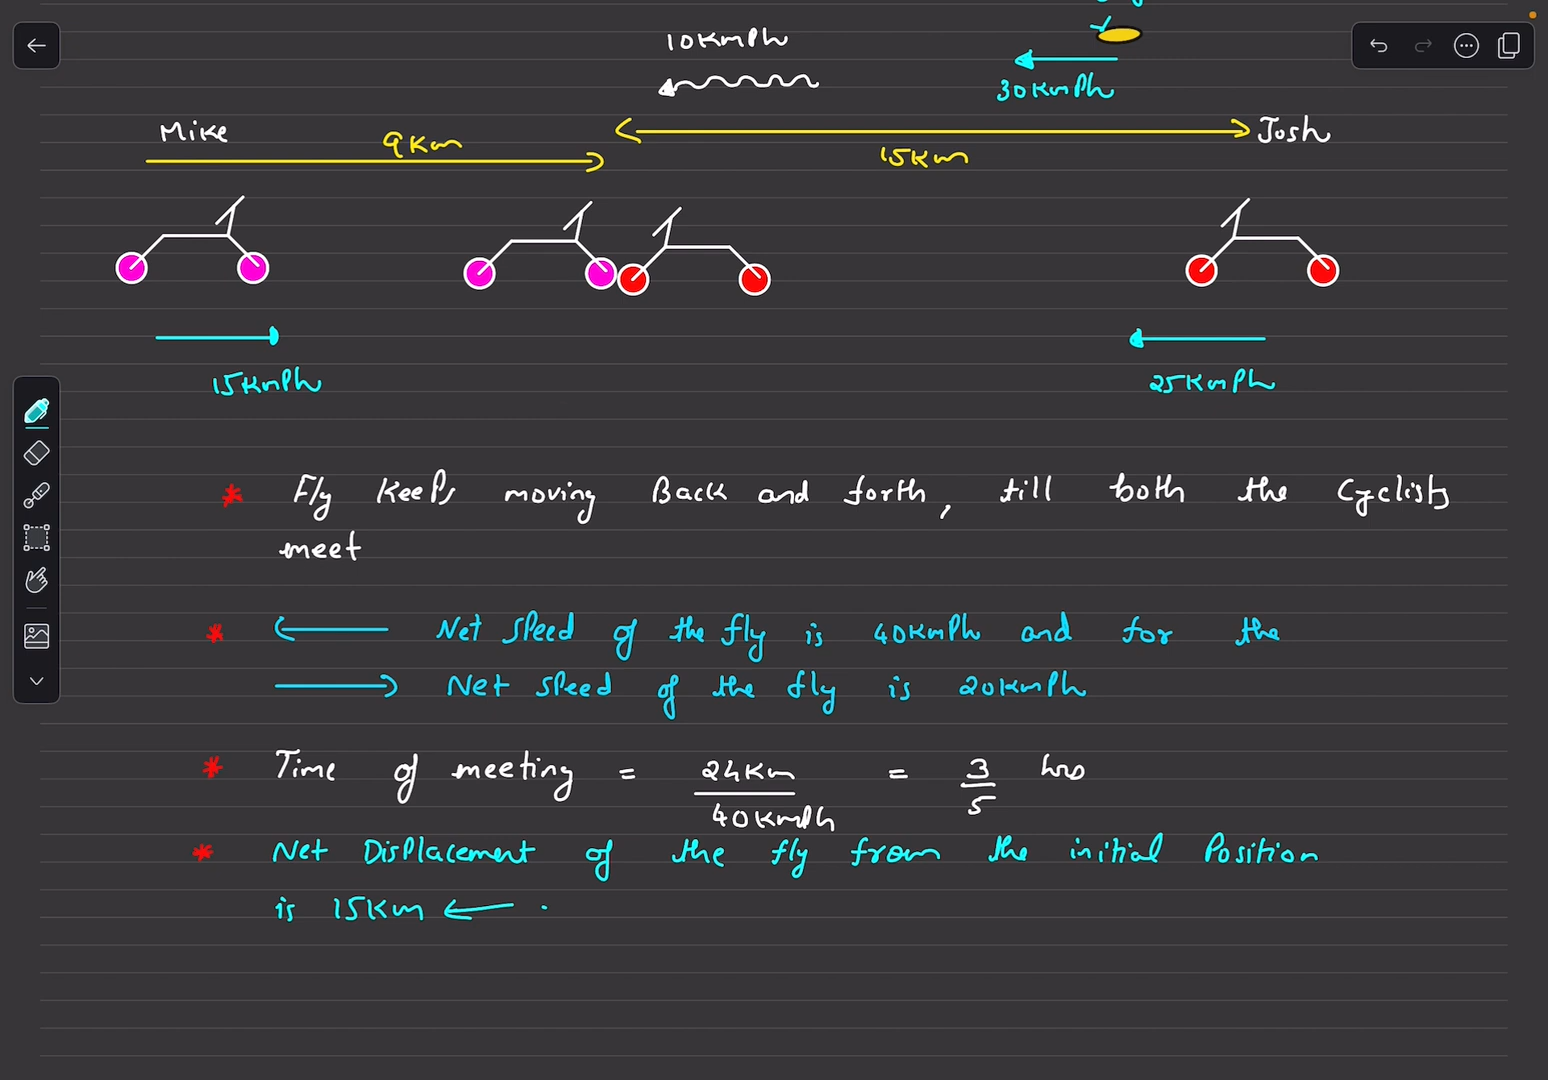 10KmPh
30KmPh
Mike
9Km
15Km
Josh
15KmPh
25KmPh
* Fly Keeps moving Back and forth, till both the Cyclists
meet
* ← Net Speed of the fly is 40KmPh and for the
→ Net speed of the fly is 20KmPh
* Time of meeting = 24Km / 40KmPh = 3/5 hrs
* Net Displacement of the fly from the initial Position
is 15Km ← .